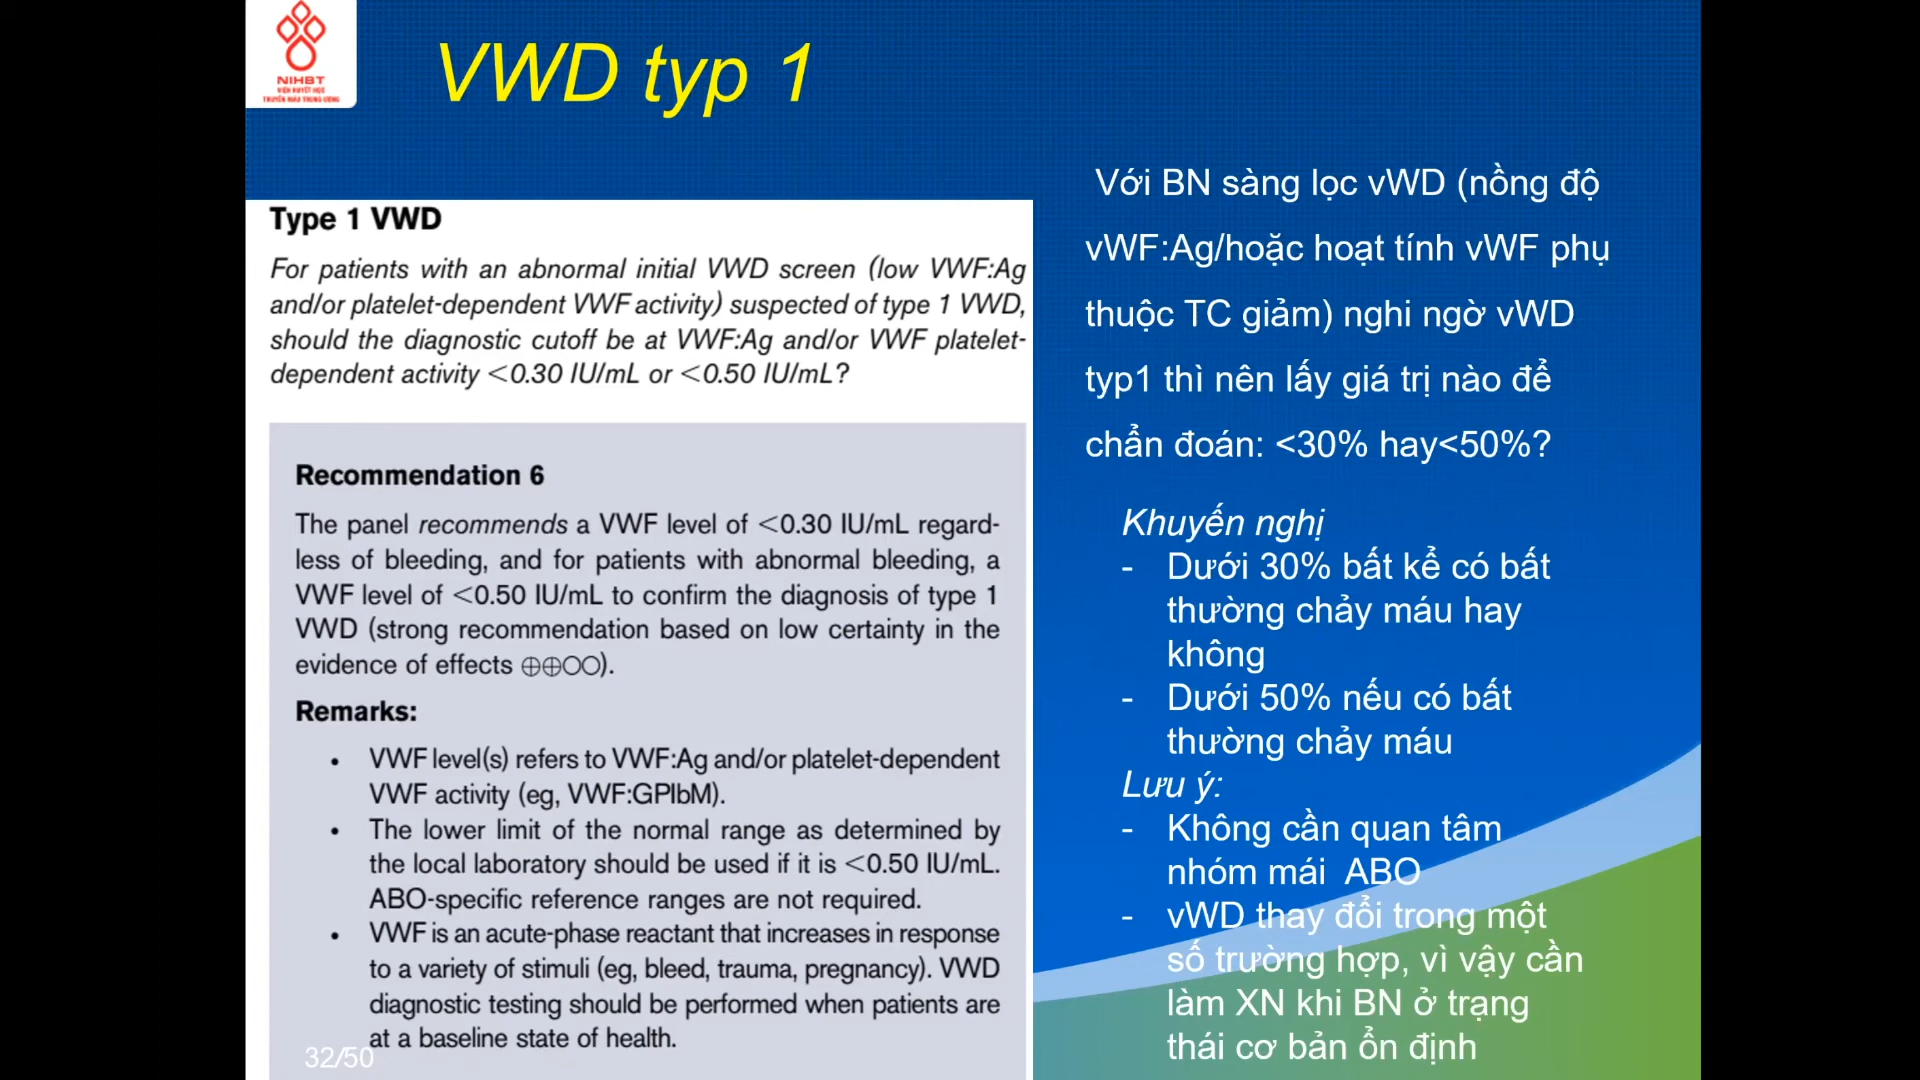 NIHBT
VIỆN HUYẾT HỌC
TRUYỀN MÁU TRUNG ƯƠNG
VWD typ 1
Type 1 VWD
For patients with an abnormal initial VWD screen (low VWF:Ag
and/or platelet-dependent VWF activity) suspected of type 1 VWD,
should the diagnostic cutoff be at VWF:Ag and/or VWF platelet-
dependent activity <0.30 IU/mL or <0.50 IU/mL?
Recommendation 6
The panel recommends a VWF level of <0.30 IU/mL regard-
less of bleeding, and for patients with abnormal bleeding, a
VWF level of <0.50 IU/mL to confirm the diagnosis of type 1
VWD (strong recommendation based on low certainty in the
evidence of effects ⊕⊕○○).
Remarks:
• VWF level(s) refers to VWF:Ag and/or platelet-dependent
VWF activity (eg, VWF:GPIbM).
• The lower limit of the normal range as determined by
the local laboratory should be used if it is <0.50 IU/mL.
ABO-specific reference ranges are not required.
• VWF is an acute-phase reactant that increases in response
to a variety of stimuli (eg, bleed, trauma, pregnancy). VWD
diagnostic testing should be performed when patients are
at a baseline state of health.
32/50
Với BN sàng lọc vWD (nồng độ
vWF:Ag/hoặc hoạt tính vWF phụ
thuộc TC giảm) nghi ngờ vWD
typ1 thì nên lấy giá trị nào để
chẩn đoán: <30% hay<50%?
Khuyến nghị
- Dưới 30% bất kể có bất
thường chảy máu hay
không
- Dưới 50% nếu có bất
thường chảy máu
Lưu ý:
- Không cần quan tâm
nhóm mái ABO
- vWD thay đổi trong một
số trường hợp, vì vậy cần
làm XN khi BN ở trạng
thái cơ bản ổn định